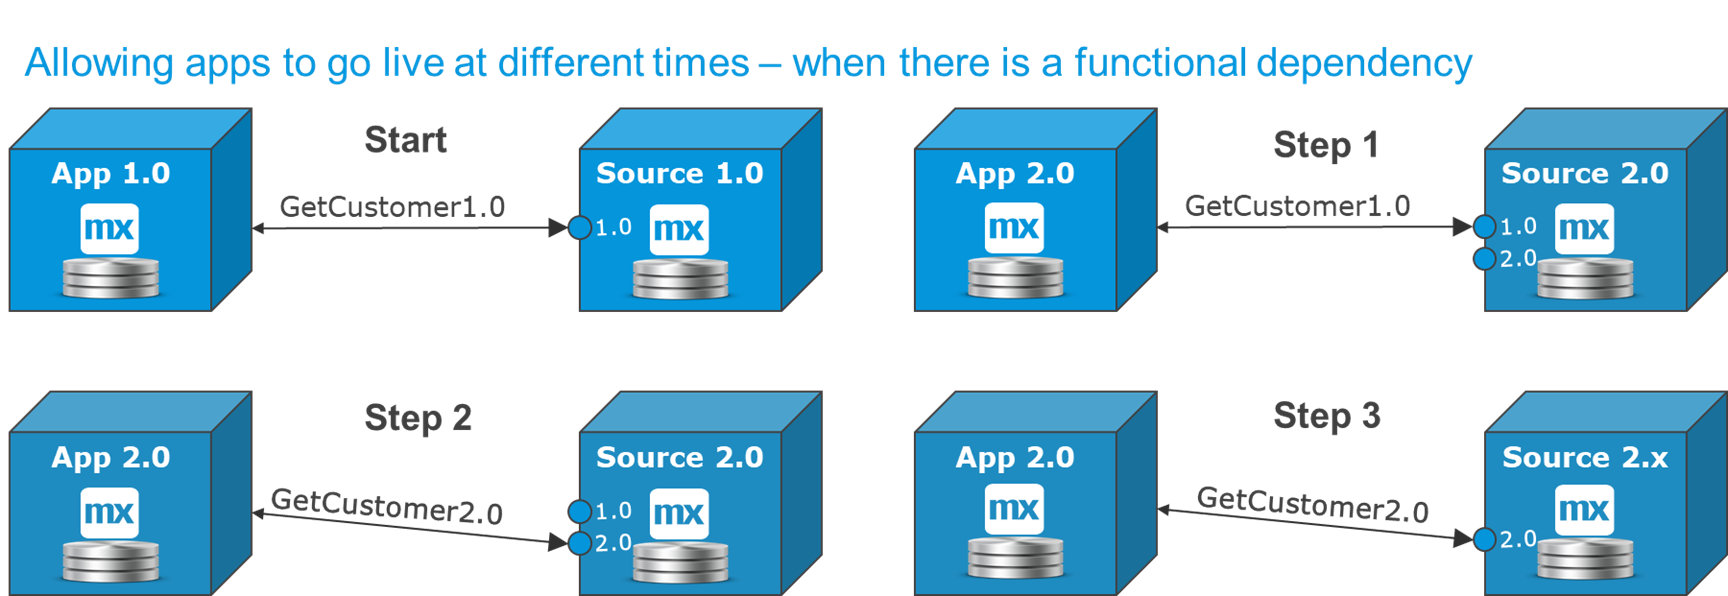 Allowing apps to go live at different times – when there is a functional dependency
Start
App 1.0
mx
GetCustomer1.0
Source 1.0
1.0
mx
Step 1
App 2.0
mx
GetCustomer1.0
Source 2.0
1.0
2.0
mx
Step 2
App 2.0
mx
GetCustomer2.0
Source 2.0
1.0
2.0
mx
Step 3
App 2.0
mx
GetCustomer2.0
Source 2.x
2.0
mx